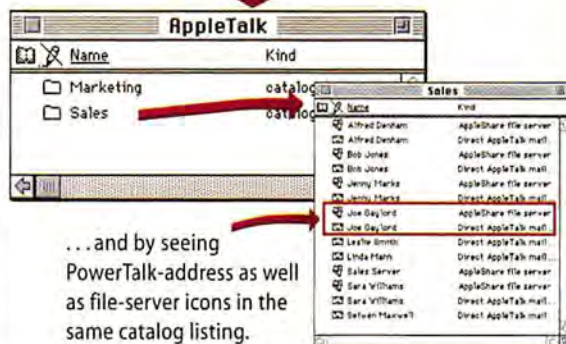 AppleTalk
Name Kind
Marketing catalog
Sales catalog
Sales
Name Kind
Alfred Denham AppleShare file server
Alfred Denham Direct AppleTalk mail...
Bob Jones AppleShare file server
Bob Jones Direct AppleTalk mail...
Jenny Marks AppleShare file server
Jenny Marks Direct AppleTalk mail...
Joe Gaylord AppleShare file server
Joe Gaylord Direct AppleTalk mail...
Leslie Smith Direct AppleTalk mail...
Linda Mann Direct AppleTalk mail...
Sales Server AppleShare file server
Sara Williams AppleShare file server
Sara Williams Direct AppleTalk mail...
Maxwell Direct AppleTalk mail...
...and by seeing
PowerTalk-address as well
as file-server icons in the
same catalog listing.